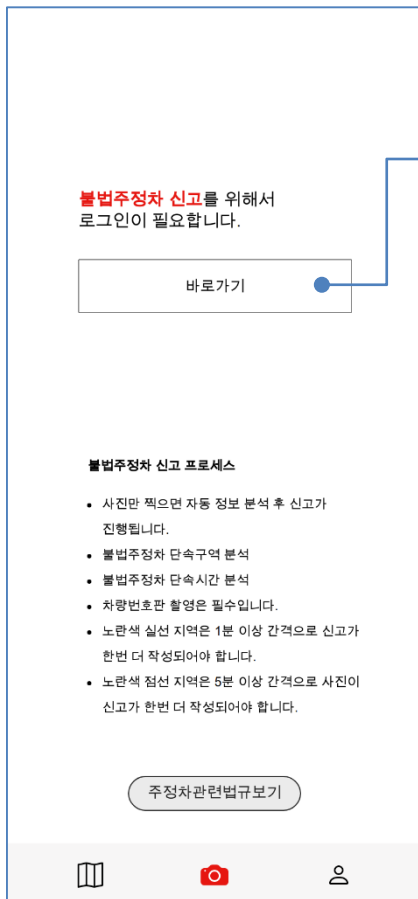 불법주정차 신고를 위해서
로그인이 필요합니다.
바로가기
불법주정차 신고 프로세스
• 사진만 찍으면 자동 정보 분석 후 신고가
진행됩니다.
• 불법주정차 단속구역 분석
• 불법주정차 단속시간 분석
• 차량번호판 촬영은 필수입니다.
• 노란색 실선 지역은 1분 이상 간격으로 신고가
한번 더 작성되어야 합니다.
• 노란색 점선 지역은 5분 이상 간격으로 사진이
신고가 한번 더 작성되어야 합니다.
주정차관련법규보기